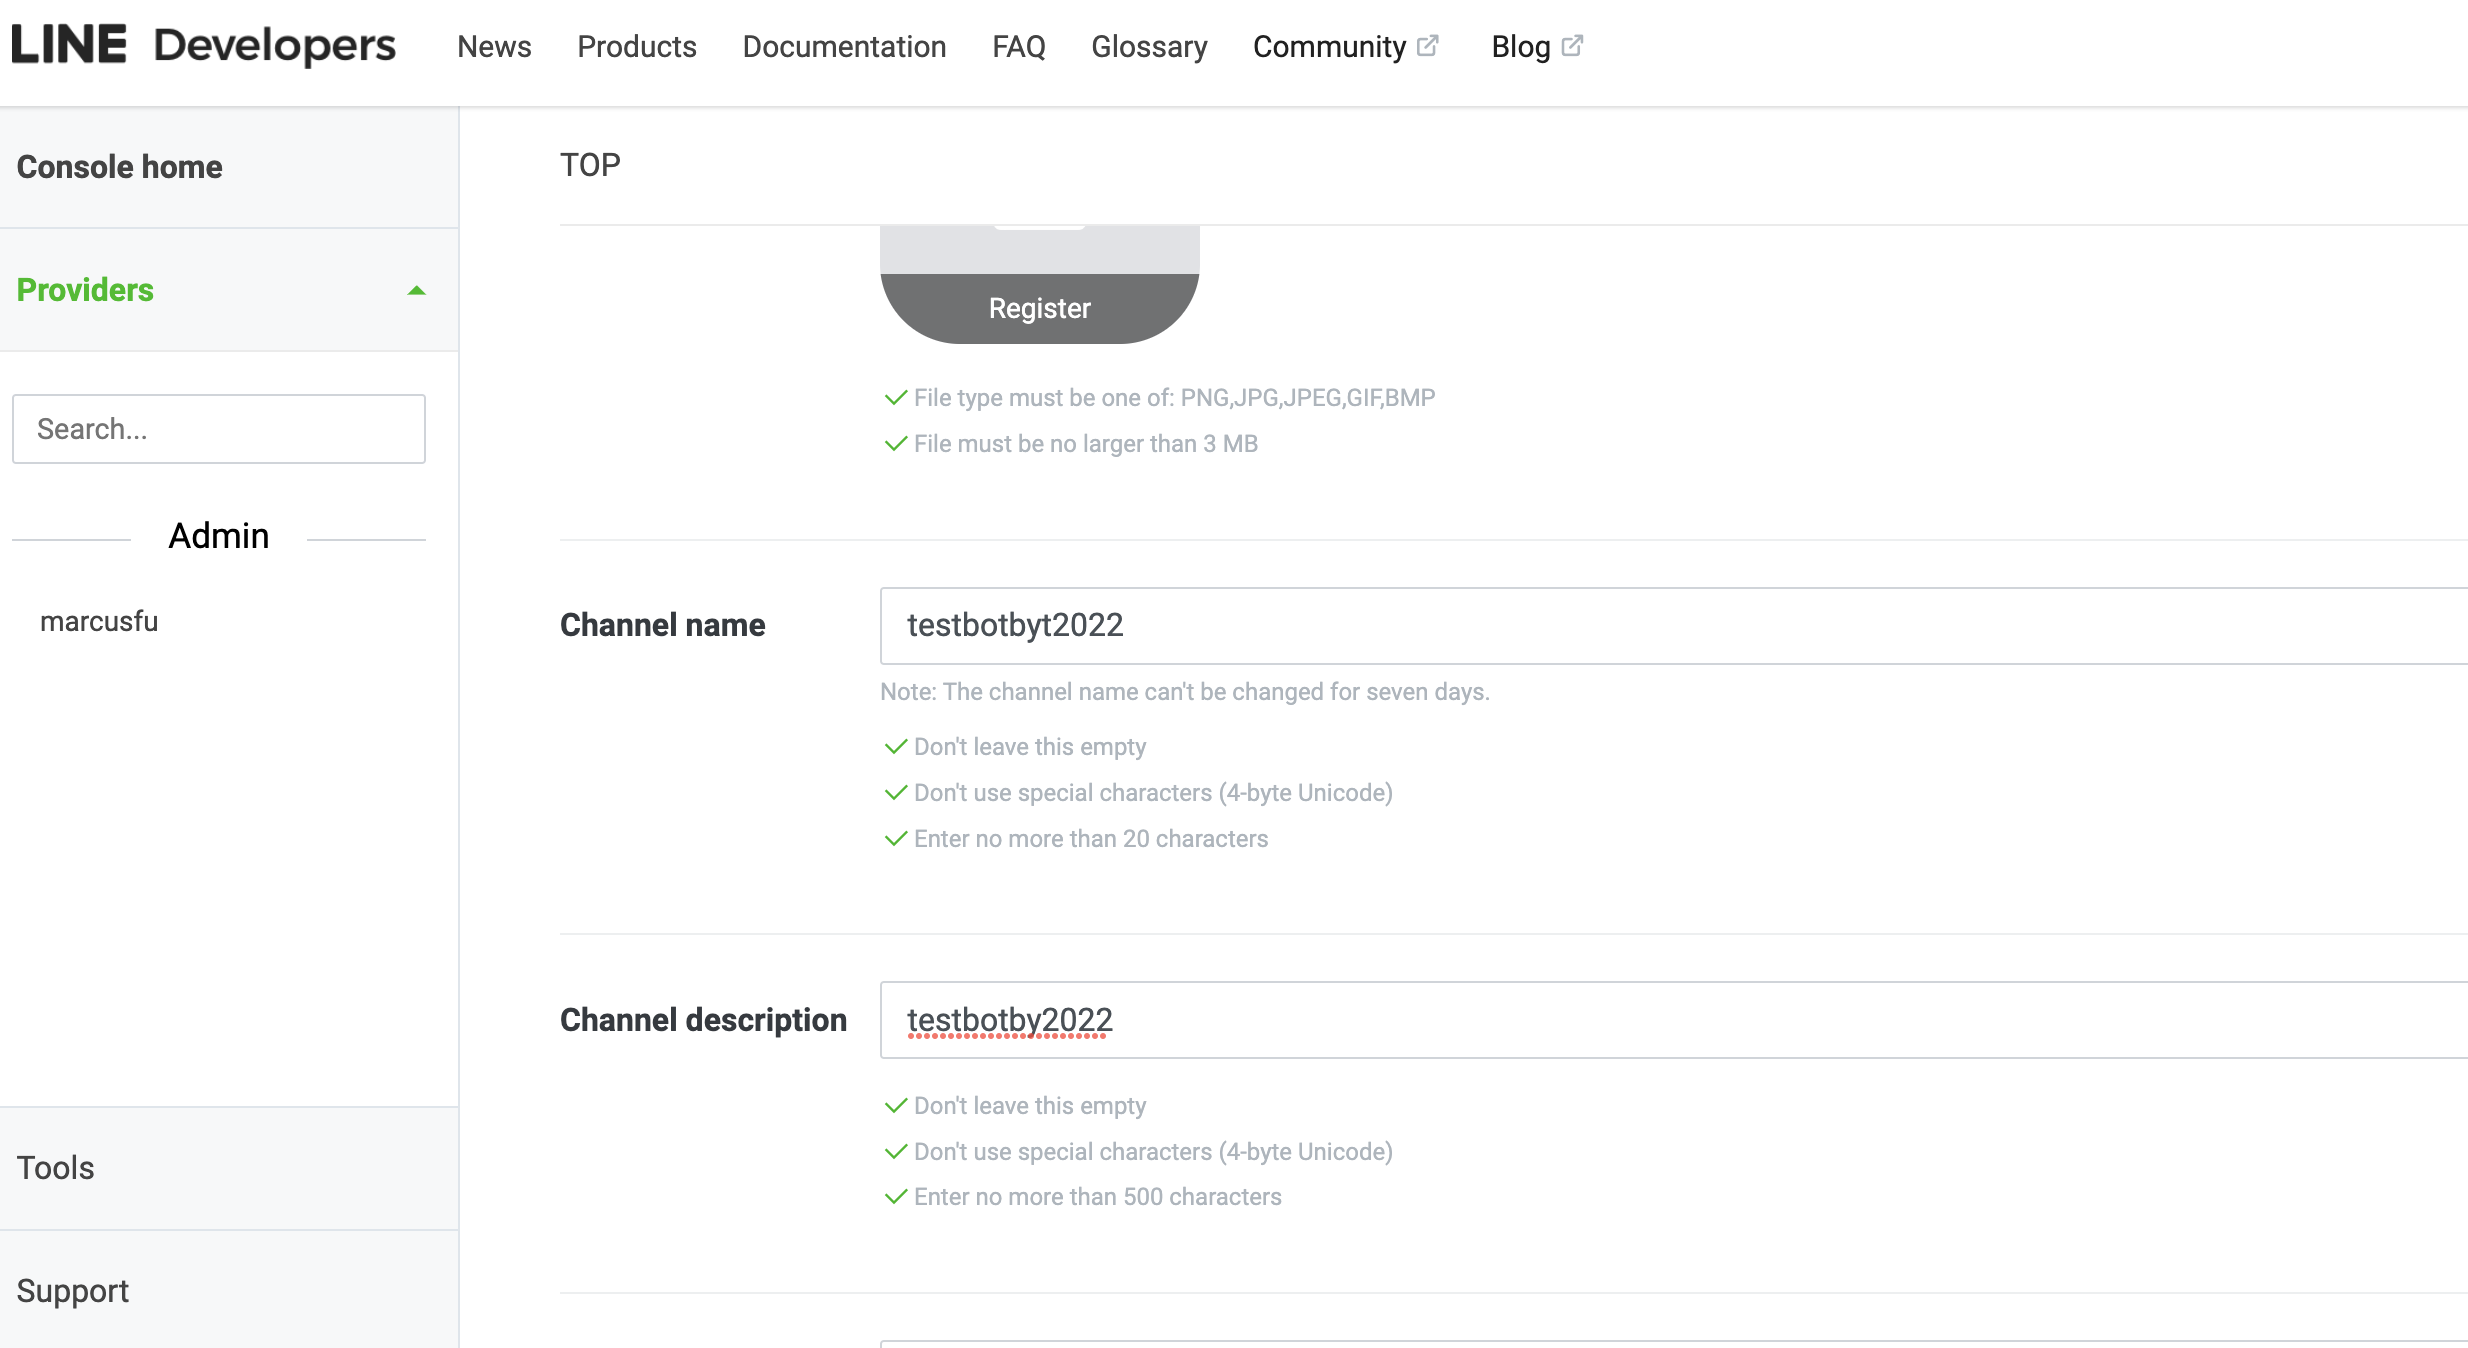 LINE Developers News Products Documentation FAQ Glossary Community Blog
Console home
Providers
Search...
Admin
marcusfu
Tools
Support
TOP
Register
File type must be one of: PNG,JPG,JPEG,GIF,BMP
File must be no larger than 3 MB
Channel name
testbotbyt2022
Note: The channel name can't be changed for seven days.
Don't leave this empty
Don't use special characters (4-byte Unicode)
Enter no more than 20 characters
Channel description
testbotby2022
Don't leave this empty
Don't use special characters (4-byte Unicode)
Enter no more than 500 characters